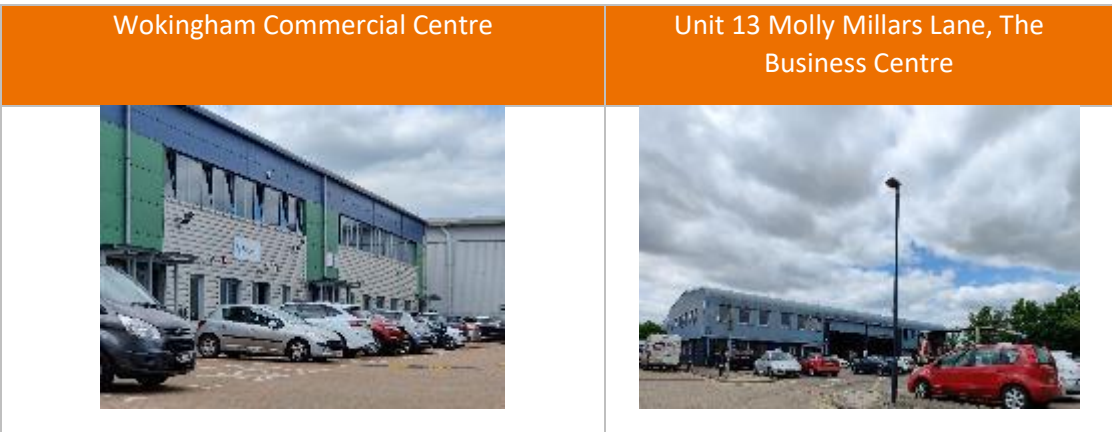 Wokingham Commercial Centre
Unit 13 Molly Millars Lane, The
Business Centre